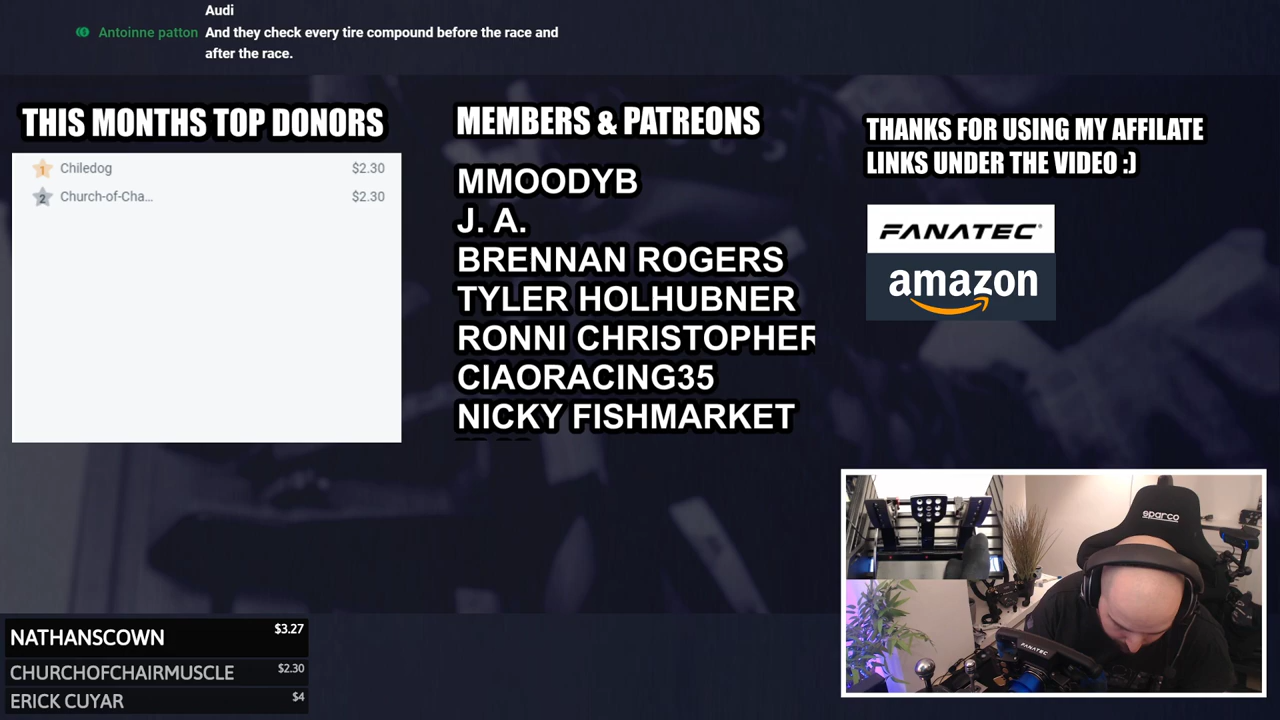 Audi
Antoinne patton And they check every tire compound before the race and
after the race.
THIS MONTHS TOP DONORS
1 Chiledog $2.30
2 Church-of-Cha... $2.30
MEMBERS & PATREONS
MMOODYB
J. A.
BRENNAN ROGERS
TYLER HOLHUBNER
RONNI CHRISTOPHER
CIAORACING35
NICKY FISHMARKET
THANKS FOR USING MY AFFILATE
LINKS UNDER THE VIDEO :)
FANATEC
amazon
sparco
FANATEC
NATHANSCOWN $3.27
CHURCHOFCHAIRMUSCLE $2.30
ERICK CUYAR $4